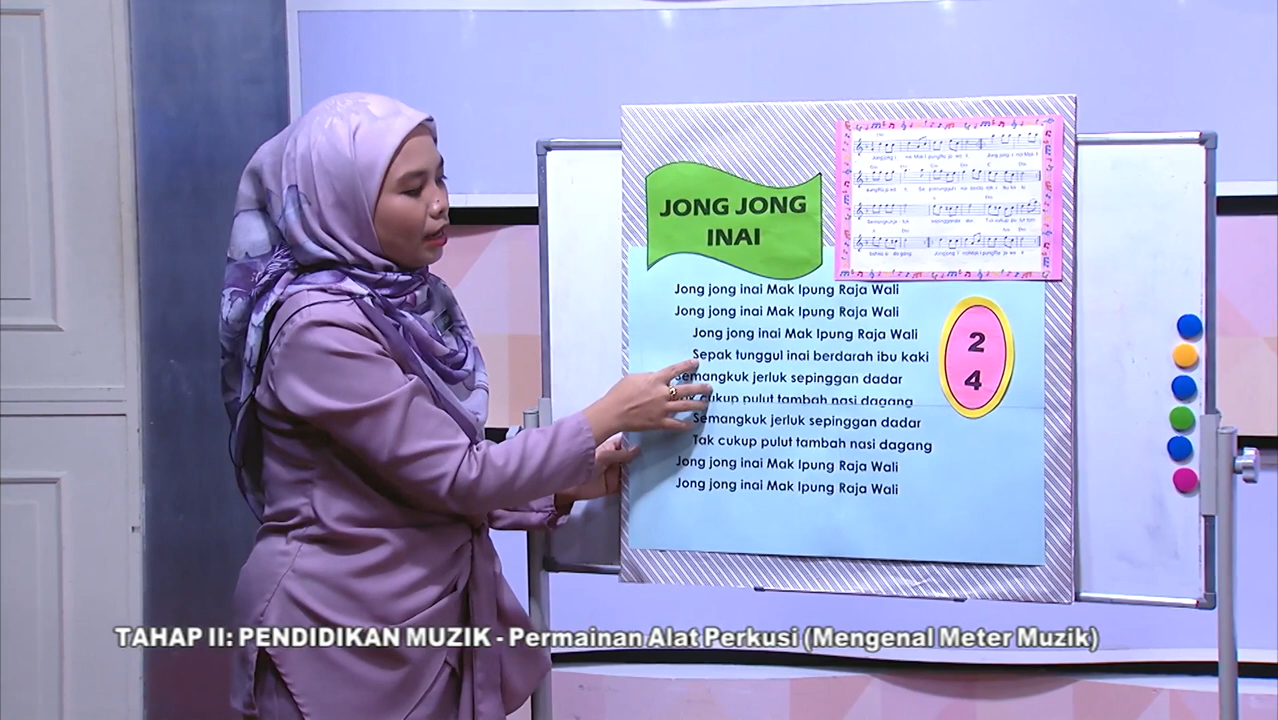 JONG JONG
INAI
Jong jong inai Mak Ipung Raja Wali
Jong jong inai Mak Ipung Raja Wali
Jong jong inai Mak Ipung Raja Wali
Sepak tunggul inai berdarah ibu kaki
Semangkuk jerluk sepinggan dadar
cukup pulut tambah nasi dagang
Semangkuk jerluk sepinggan dadar
Tak cukup pulut tambah nasi dagang
Jong jong inai Mak Ipung Raja Wali
Jong jong inai Mak Ipung Raja Wali
2
4
TAHAP II: PENDIDIKAN MUZIK - Permainan Alat Perkusi (Mengenal Meter Muzik)